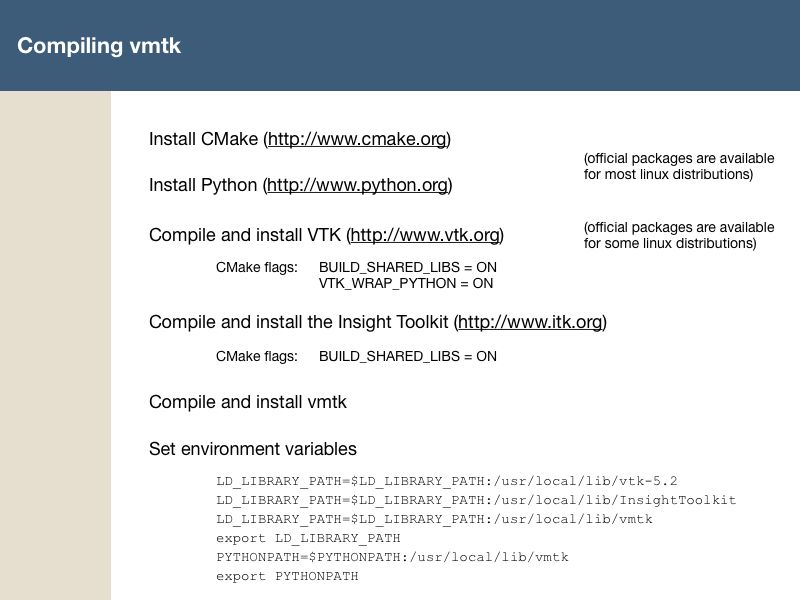 Compiling vmtk
Install CMake (http://www.cmake.org)
(official packages are available
for most linux distributions)
Install Python (http://www.python.org)
Compile and install VTK (http://www.vtk.org)
(official packages are available
for some linux distributions)
CMake flags: BUILD_SHARED_LIBS = ON
VTK_WRAP_PYTHON = ON
Compile and install the Insight Toolkit (http://www.itk.org)
CMake flags: BUILD_SHARED_LIBS = ON
Compile and install vmtk
Set environment variables
LD_LIBRARY_PATH=$LD_LIBRARY_PATH:/usr/local/lib/vtk-5.2
LD_LIBRARY_PATH=$LD_LIBRARY_PATH:/usr/local/lib/InsightToolkit
LD_LIBRARY_PATH=$LD_LIBRARY_PATH:/usr/local/lib/vmtk
export LD_LIBRARY_PATH
PYTHONPATH=$PYTHONPATH:/usr/local/lib/vmtk
export PYTHONPATH